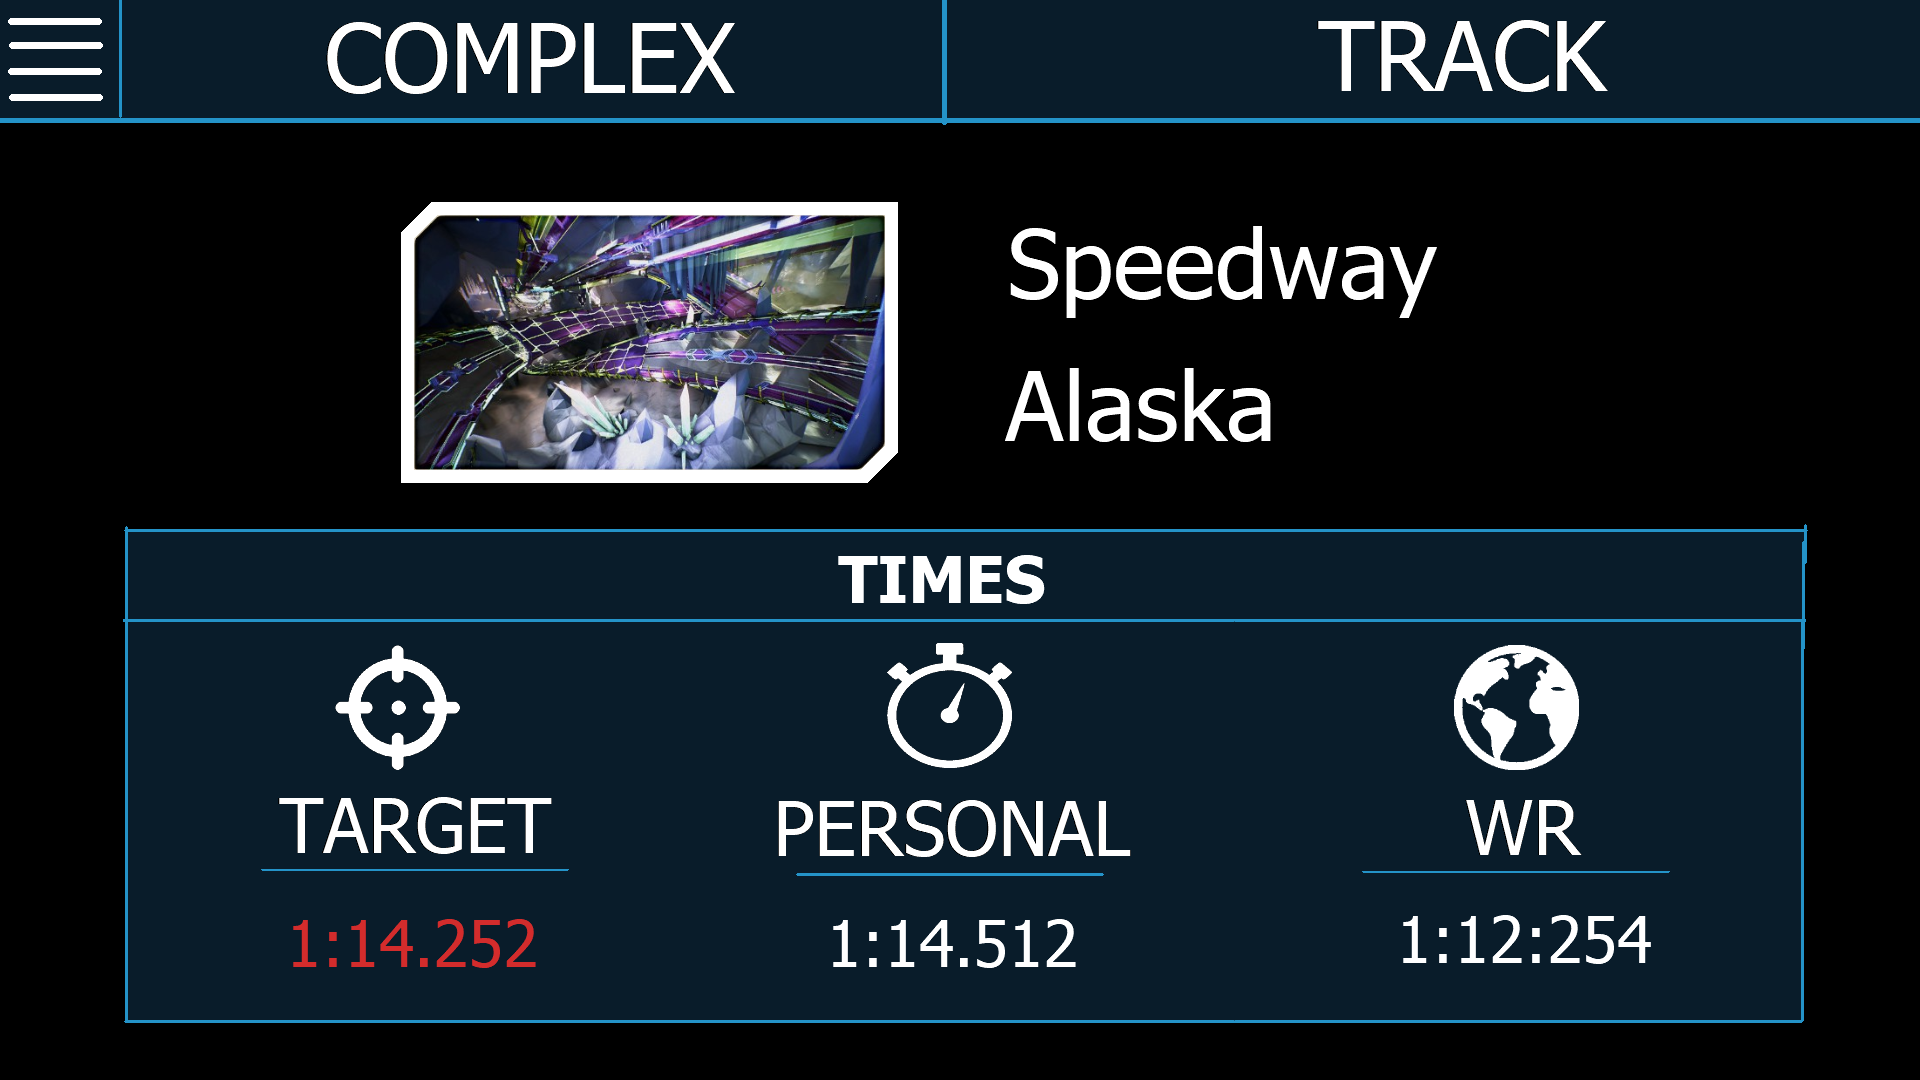 COMPLEX
TRACK
Speedway
Alaska
TIMES
TARGET
PERSONAL
WR
1:14.252
1:14.512
1:12:254